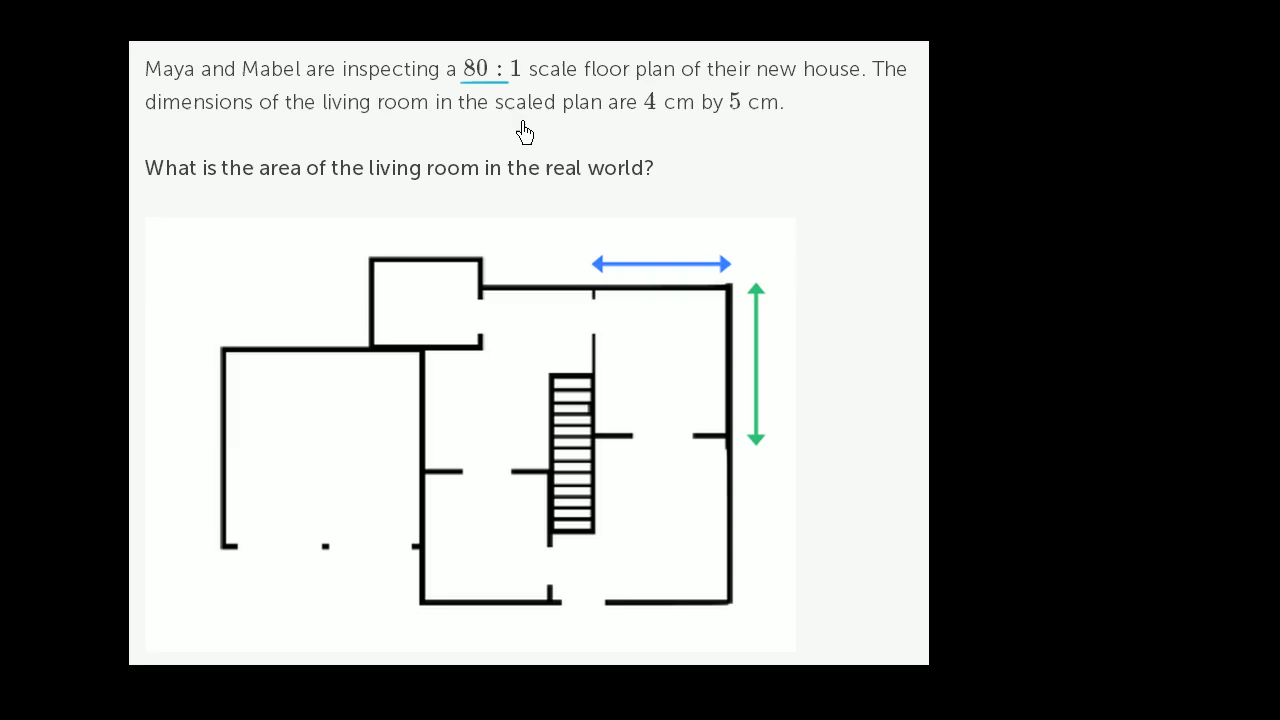 Maya and Mabel are inspecting a 80 : 1 scale floor plan of their new house. The
dimensions of the living room in the scaled plan are 4 cm by 5 cm.
What is the area of the living room in the real world?